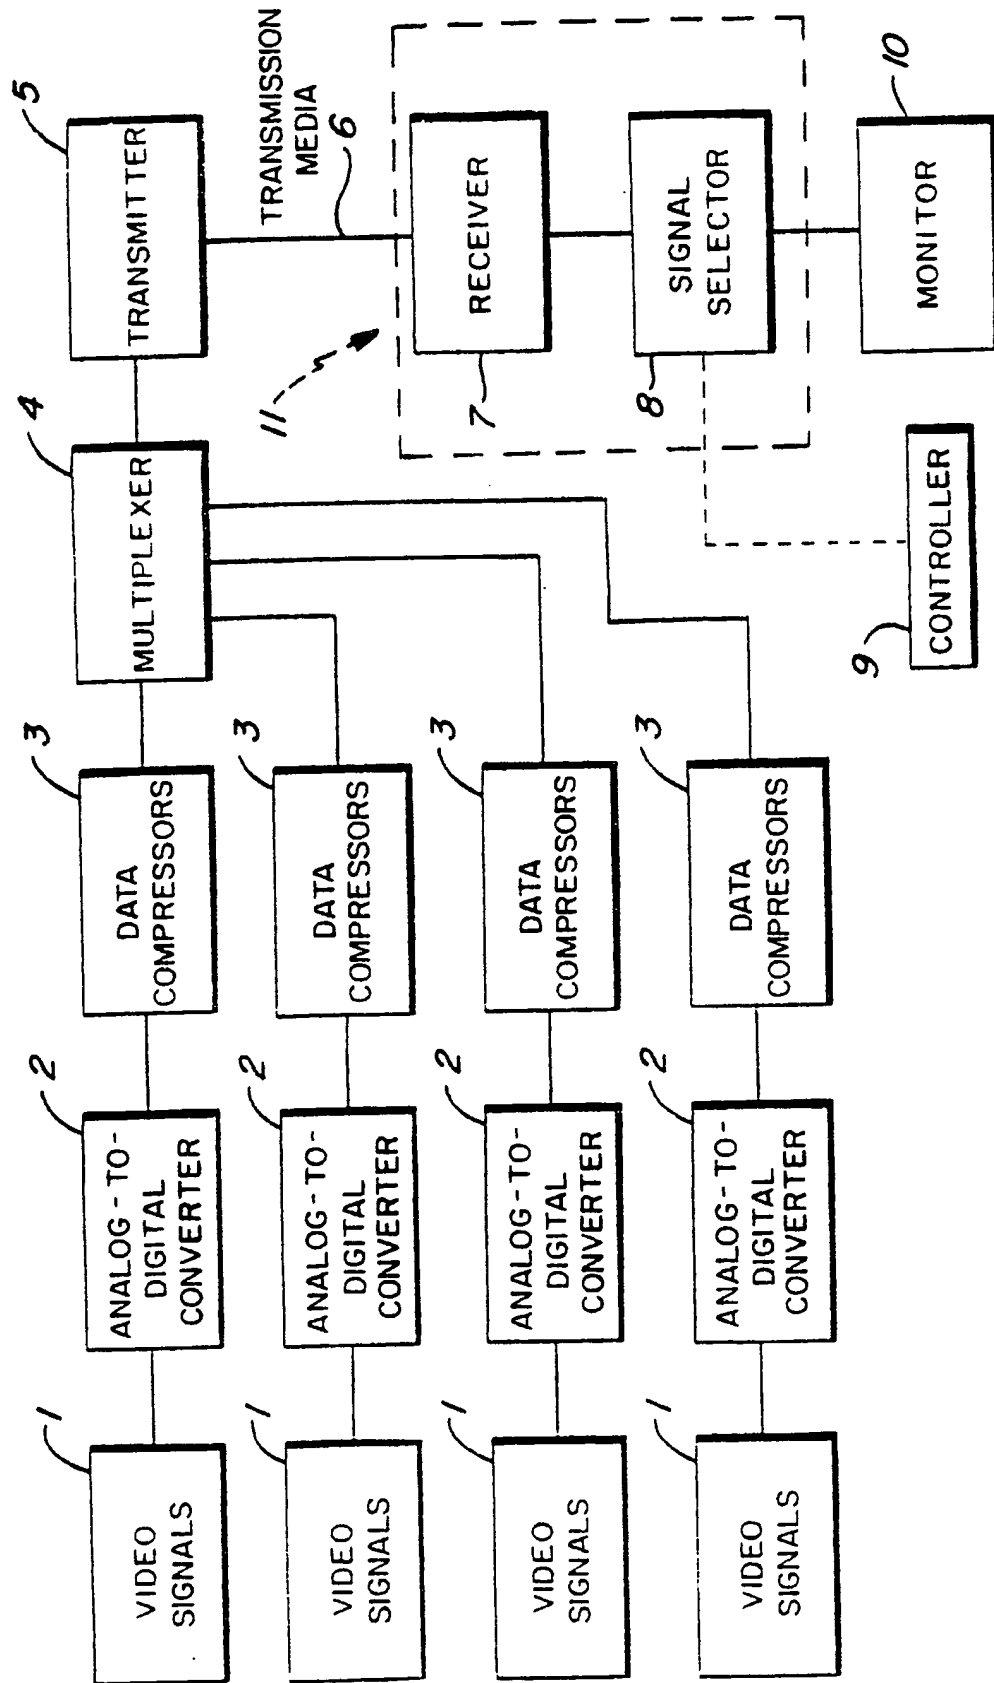 1
VIDEO
SIGNALS
2
ANALOG-TO-
DIGITAL
CONVERTER
3
DATA
COMPRESSORS
4
MULTIPLEXER
5
TRANSMITTER
1
VIDEO
SIGNALS
2
ANALOG-TO-
DIGITAL
CONVERTER
3
DATA
COMPRESSORS
1
VIDEO
SIGNALS
2
ANALOG-TO-
DIGITAL
CONVERTER
3
DATA
COMPRESSORS
1
VIDEO
SIGNALS
2
ANALOG-TO-
DIGITAL
CONVERTER
3
DATA
COMPRESSORS
TRANSMISSION
MEDIA
6
11
7
RECEIVER
8
SIGNAL
SELECTOR
9
CONTROLLER
10
MONITOR